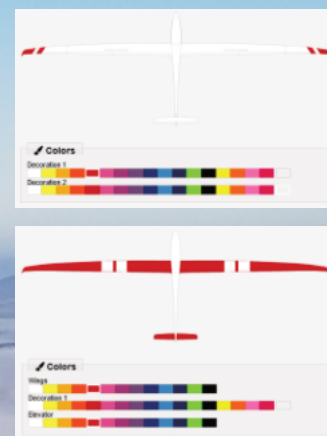 Colors
Decoration 1
Decoration 2
Colors
Wings
Decoration 1
Elevator